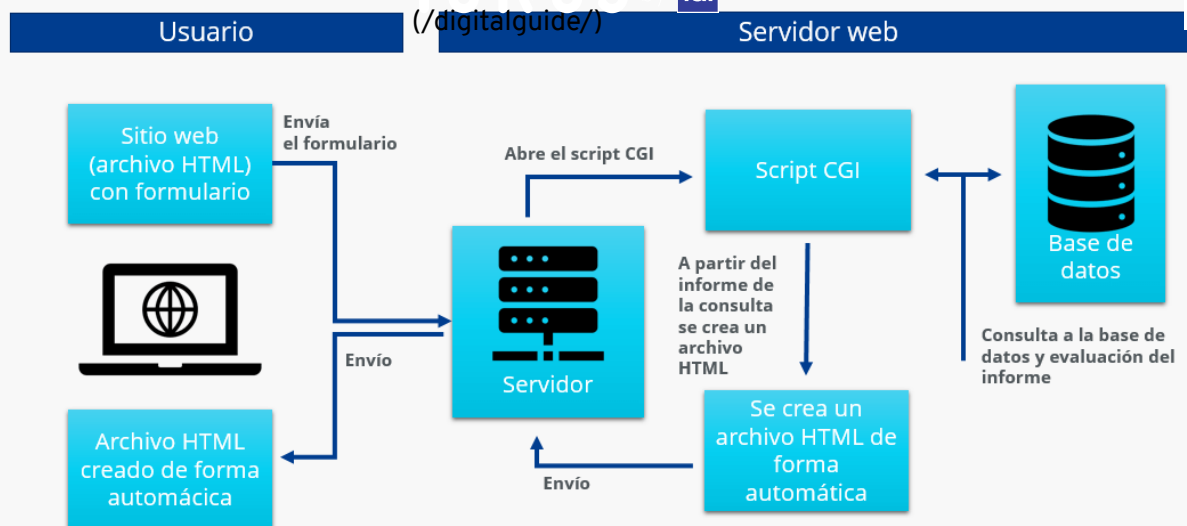 (/digitalguide/)
Usuario
Servidor web
Sitio web
(archivo HTML)
con formulario
Envía
el formulario
Abre el script CGI
Script CGI
Base de
datos
Servidor
A partir del
informe de
la consulta
se crea un
archivo
HTML
Consulta a la base de
datos y evaluación del
informe
Envío
Archivo HTML
creado de forma
automácica
Envío
Se crea un
archivo HTML de
forma
automática